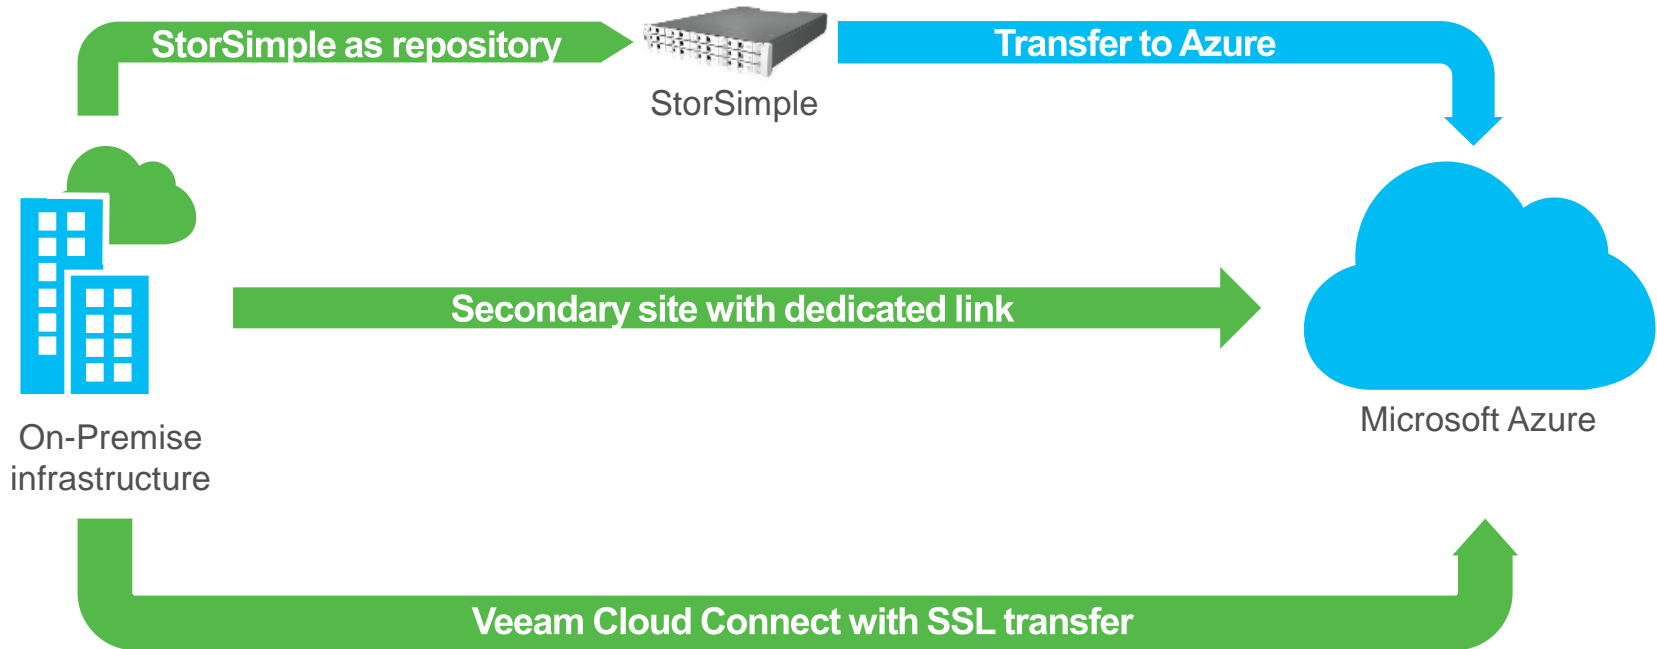 StorSimple as repository
Transfer to Azure
StorSimple
Secondary site with dedicated link
On-Premise
infrastructure
Microsoft Azure
Veeam Cloud Connect with SSL transfer